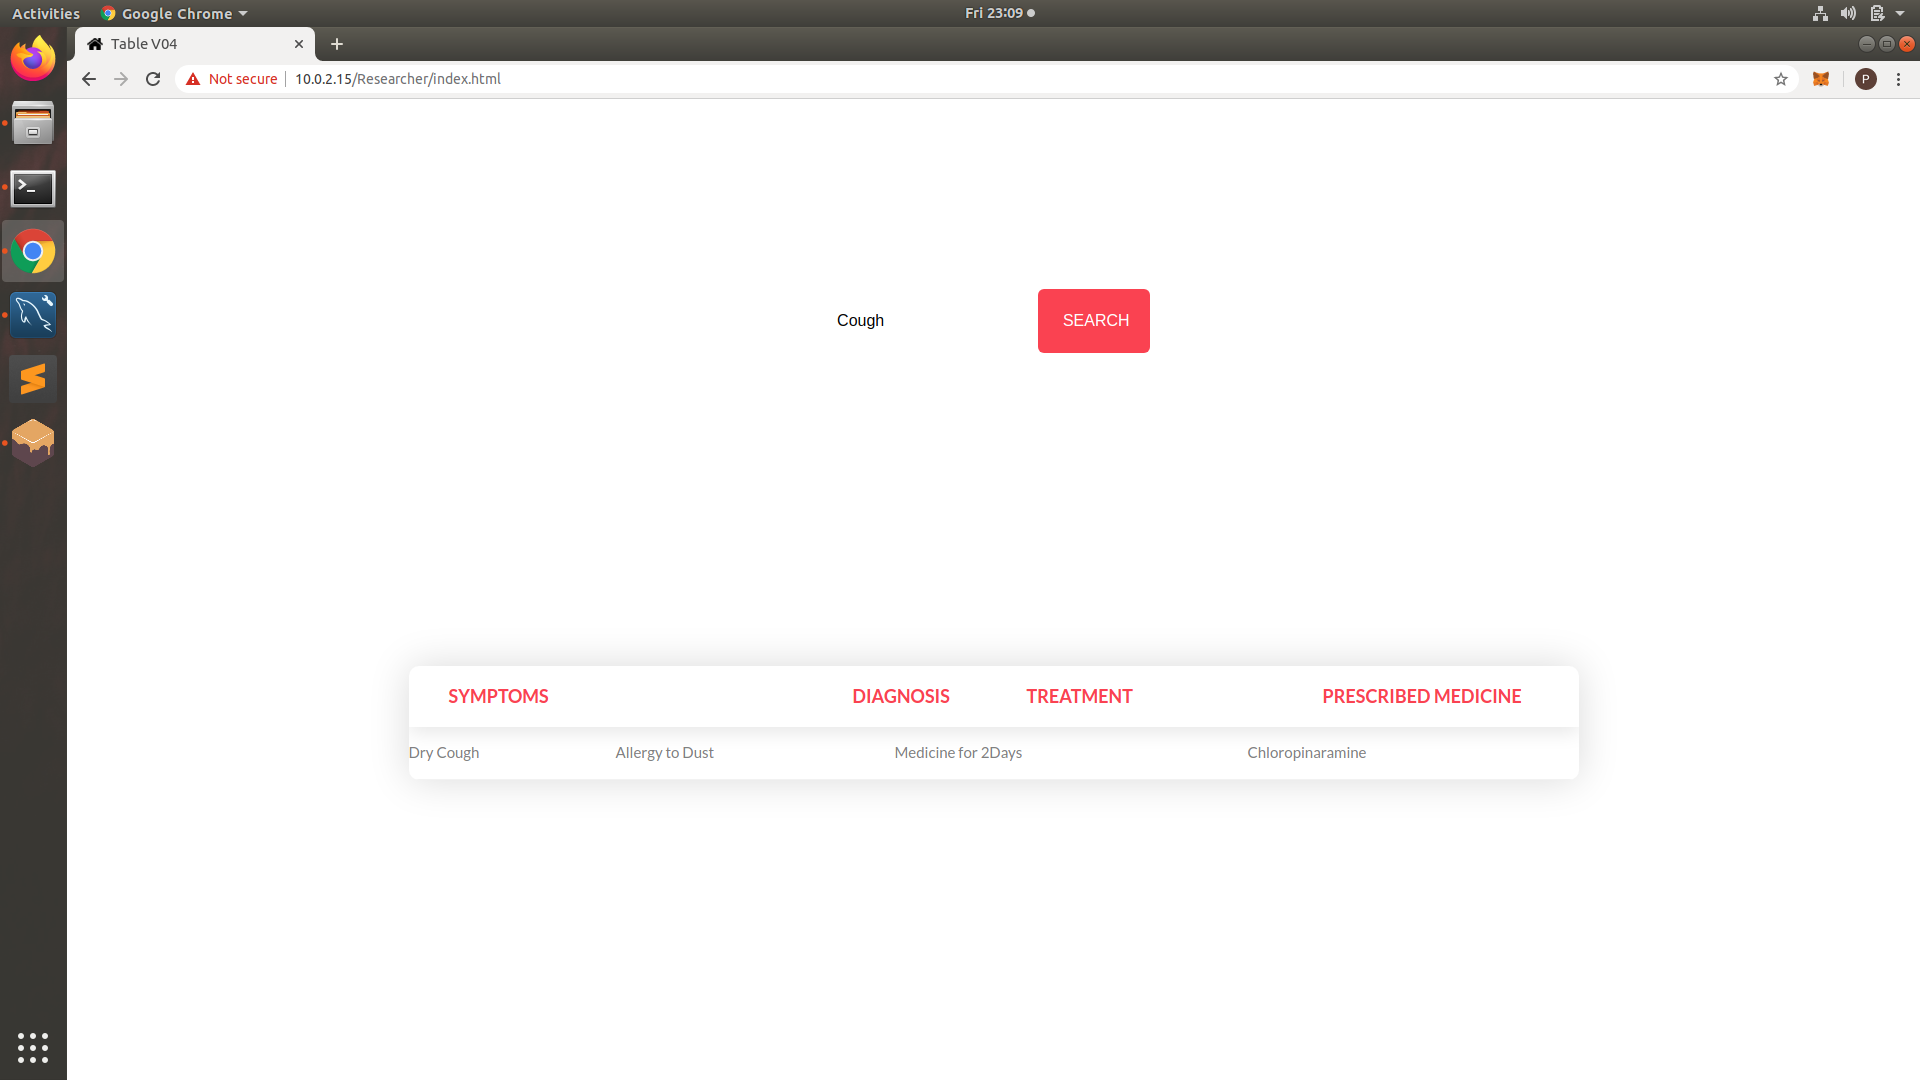 Activities Google Chrome Fri 23:09
Table V04
Not secure 10.0.2.15/Researcher/index.html P
Cough SEARCH
SYMPTOMS DIAGNOSIS TREATMENT PRESCRIBED MEDICINE
Dry Cough Allergy to Dust Medicine for 2Days Chloropinaramine